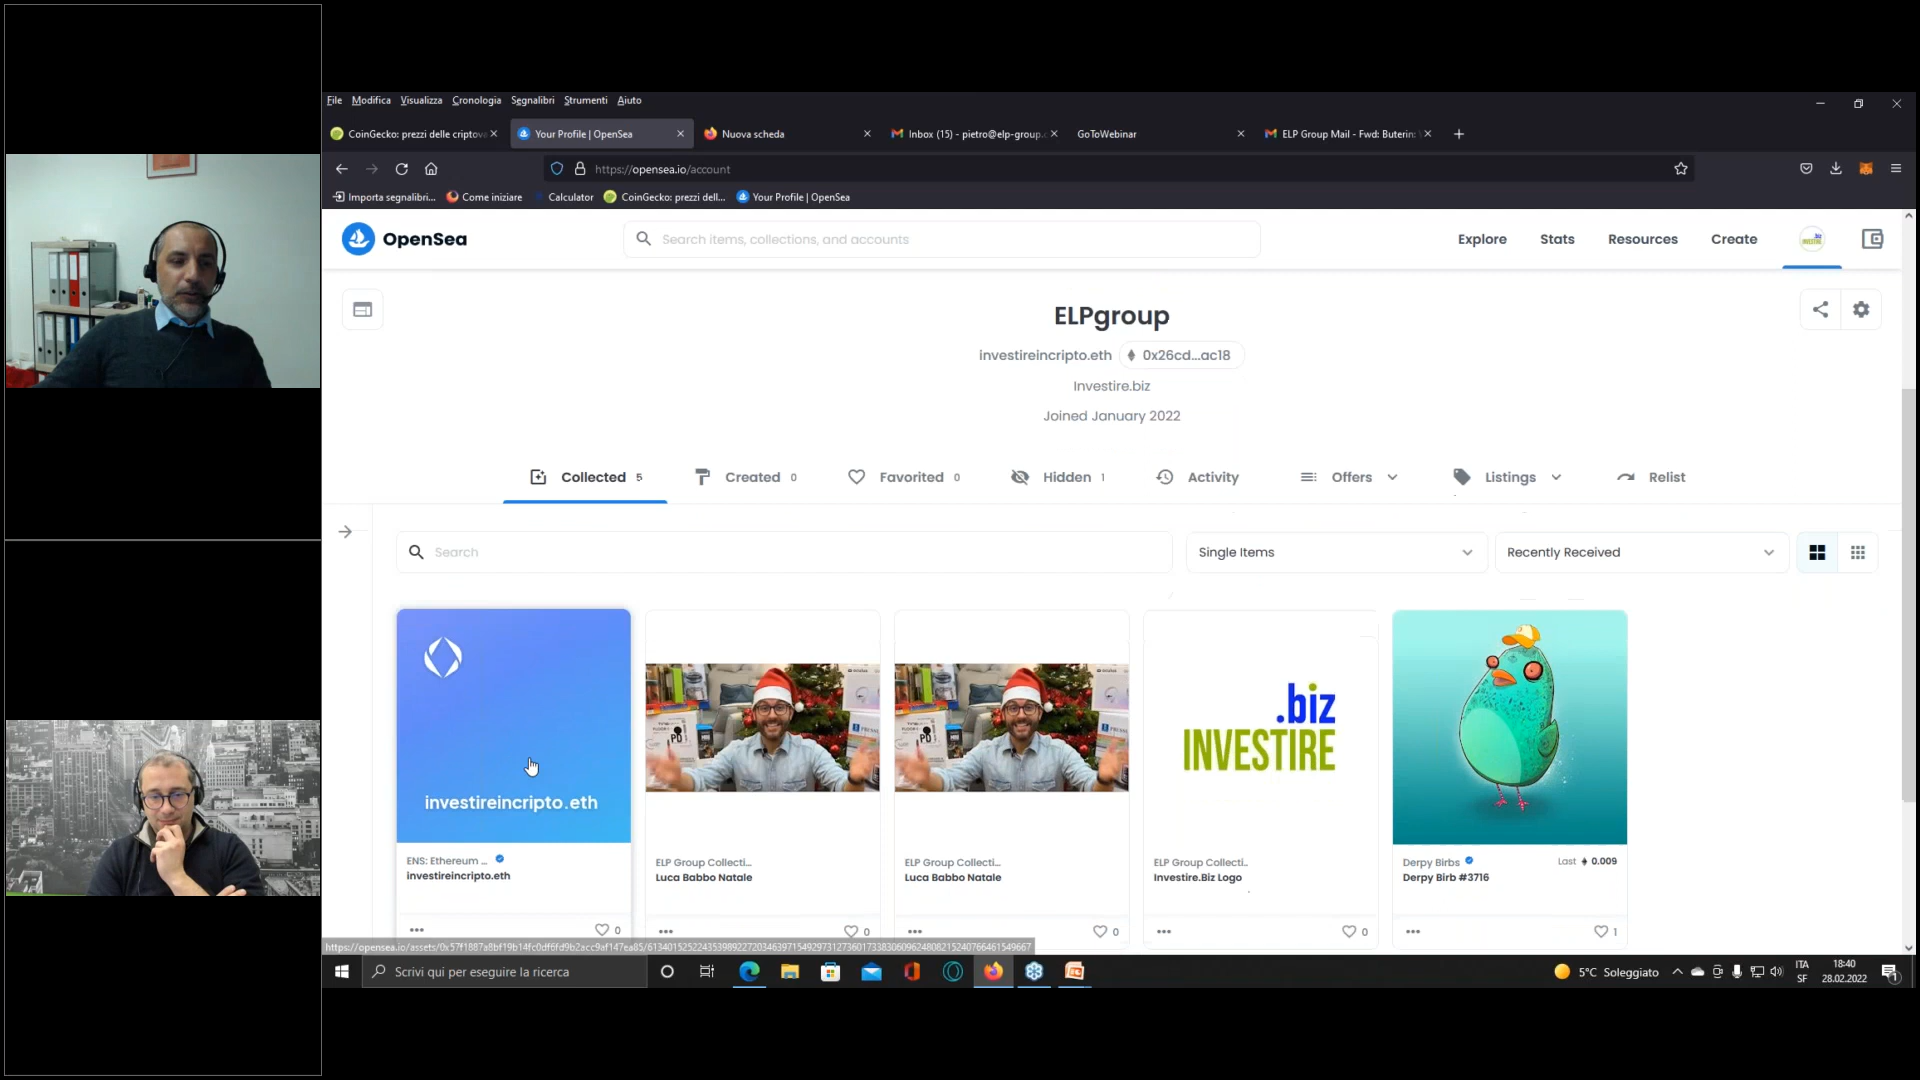 File Modifica Visualizza Cronologia Segnalibri Strumenti Aiuto
CoinGecko: prezzi delle criptova
Your Profile | OpenSea
Nuova scheda
Inbox (15) - pietro@elp-group.c
GoToWebinar
ELP Group Mail - Fwd: Buterin:
https://opensea.io/account
Importa segnalibri...
Come iniziare
Calculator
CoinGecko: prezzi dell...
Your Profile | OpenSea
OpenSea
Search items, collections, and accounts
Explore
Stats
Resources
Create
ELPgroup
investireincripto.eth 0x26cd...ac18
Investire.biz
Joined January 2022
Collected 5
Created 0
Favorited 0
Hidden 1
Activity
Offers
Listings
Relist
Search
Single Items
Recently Received
investireincripto.eth
.biz
INVESTIRE
ENS: Ethereum ...
investireincripto.eth
0
ELP Group Collecti...
Luca Babbo Natale
0
ELP Group Collecti...
Luca Babbo Natale
0
ELP Group Collecti..
Investire.Biz Logo
0
Derpy Birbs
Last 0.009
Derpy Birb #3716
1
Scrivi qui per eseguire la ricerca
5°C Soleggiato
ITA
SF
18:40
28.02.2022
1